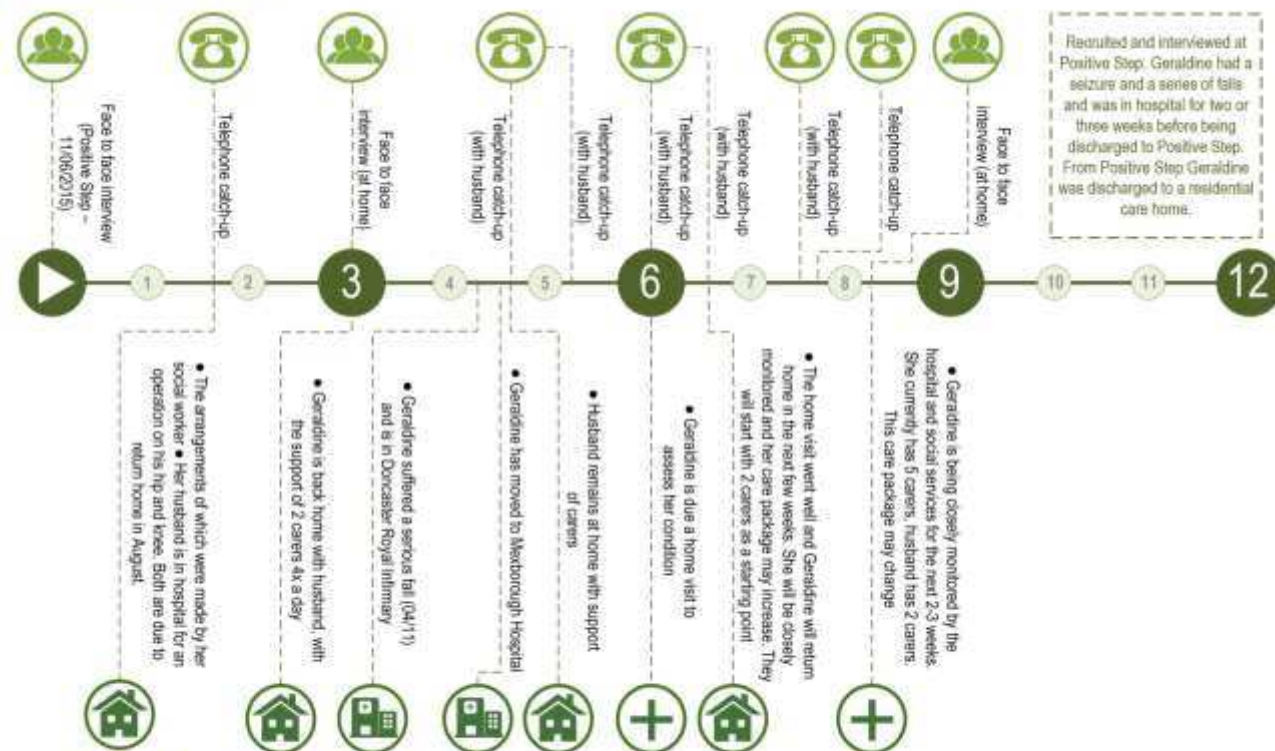 Face to face interview
(Positive Step –
11/06/2015)
Telephone catch-up
Face to face
interview (at home)
Telephone catch-up
(with husband)
Telephone catch-up
(with husband)
Telephone catch-up
(with husband)
Telephone catch-up
(with husband)
Telephone catch-up
(with husband)
Telephone catch-up
Face to face
interview (at home)
Recruited and interviewed at
Positive Step. Geraldine had a
seizure and a series of falls
and was in hospital for two or
three weeks before being
discharged to Positive Step.
From Positive Step Geraldine
was discharged to a residential
care home.
1
2
3
4
5
6
7
8
9
10
11
12
● The arrangements of which were made by her
social worker ● Her husband is in hospital for an
operation on his hip and knee. Both are due to
return home in August.
● Geraldine is back home with husband, with
the support of 2 carers 4x a day
● Geraldine suffered a serious fall (04/11)
and is in Doncaster Royal Infirmary
● Geraldine has moved to Mexborough Hospital
● Husband remains at home with support
of carers
● Geraldine is due a home visit to
assess her condition
● The home visit went well and Geraldine will return
home in the next few weeks. She will be closely
monitored and her care package may increase. They
will start with 2 carers as a starting point
● Geraldine is being closely monitored by the
hospital and social services for the next 2-3 weeks.
She currently has 5 carers, husband has 2 carers.
This care package may change